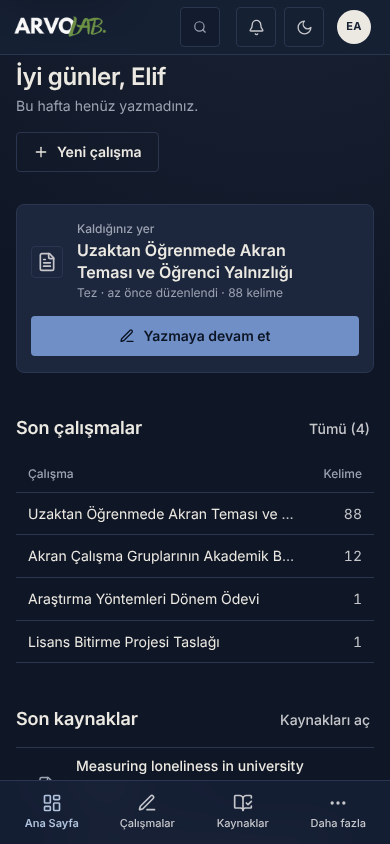 ARVOLAB.
EA
İyi günler, Elif
Bu hafta henüz yazmadınız.
Yeni çalışma
Kaldığınız yer
Uzaktan Öğrenmede Akran
Teması ve Öğrenci Yalnızlığı
Tez · az önce düzenlendi · 88 kelime
Yazmaya devam et
Son çalışmalar Tümü (4)
Çalışma Kelime
Uzaktan Öğrenmede Akran Teması ve ... 88
Akran Çalışma Gruplarının Akademik B... 12
Araştırma Yöntemleri Dönem Ödevi 1
Lisans Bitirme Projesi Taslağı 1
Son kaynaklar Kaynakları aç
Measuring loneliness in university
Ana Sayfa Çalışmalar Kaynaklar Daha fazla